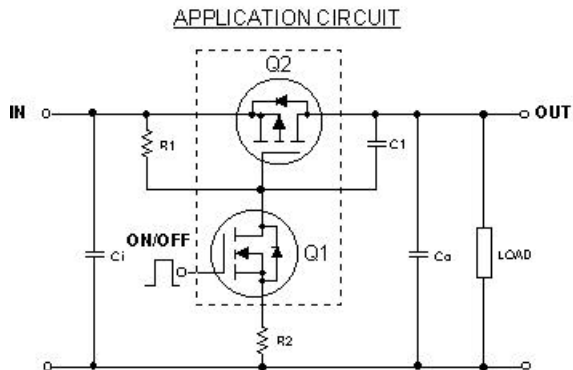 APPLICATION CIRCUIT
Q2
IN
OUT
R1
C1
ON/OFF
Q1
Ci
Co
LOAD
R2